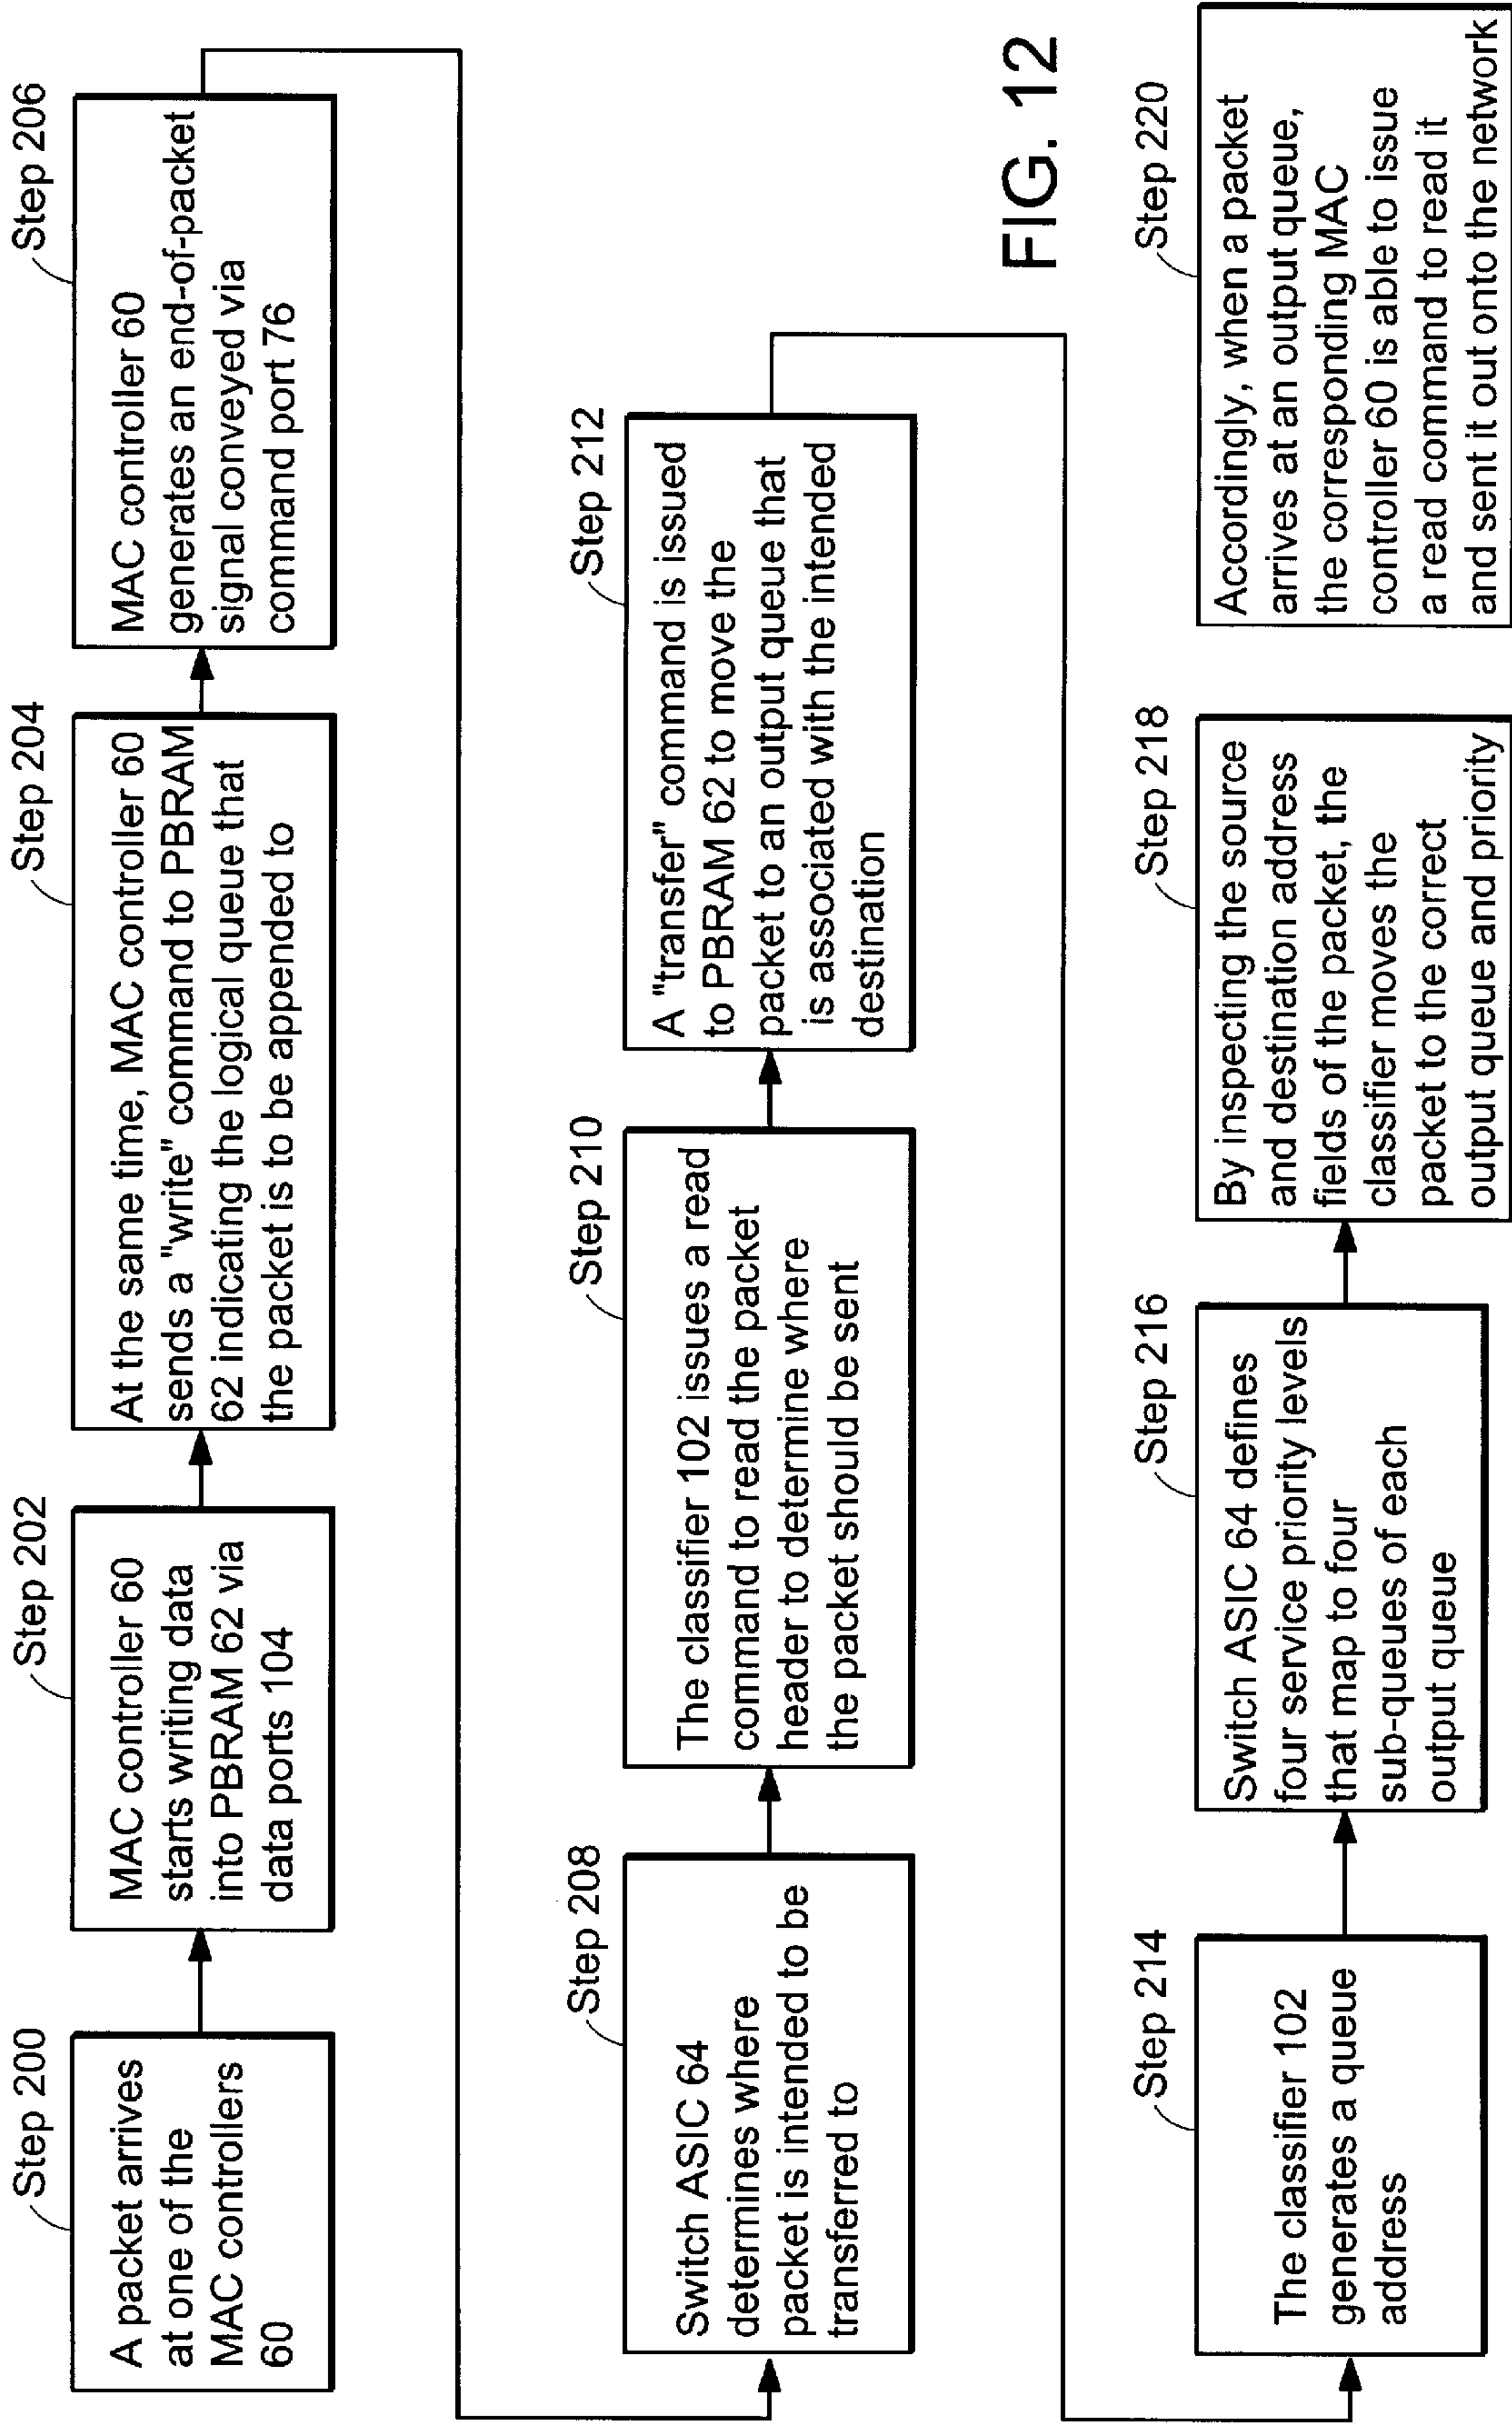 Step 200
A packet arrives
at one of the
MAC controllers
60
Step 202
MAC controller 60
starts writing data
into PBRAM 62 via
data ports 104
Step 204
At the same time, MAC controller 60
sends a "write" command to PBRAM
62 indicating the logical queue that
the packet is to be appended to
Step 206
MAC controller 60
generates an end-of-packet
signal conveyed via
command port 76
Step 208
Switch ASIC 64
determines where
packet is intended to be
transferred to
Step 210
The classifier 102 issues a read
command to read the packet
header to determine where
the packet should be sent
Step 212
A "transfer" command is issued
to PBRAM 62 to move the
packet to an output queue that
is associated with the intended
destination
Step 214
The classifier 102
generates a queue
address
Step 216
Switch ASIC 64 defines
four service priority levels
that map to four
sub-queues of each
output queue
Step 218
By inspecting the source
and destination address
fields of the packet, the
classifier moves the
packet to the correct
output queue and priority
Step 220
Accordingly, when a packet
arrives at an output queue,
the corresponding MAC
controller 60 is able to issue
a read command to read it
and sent it out onto the network
FIG. 12